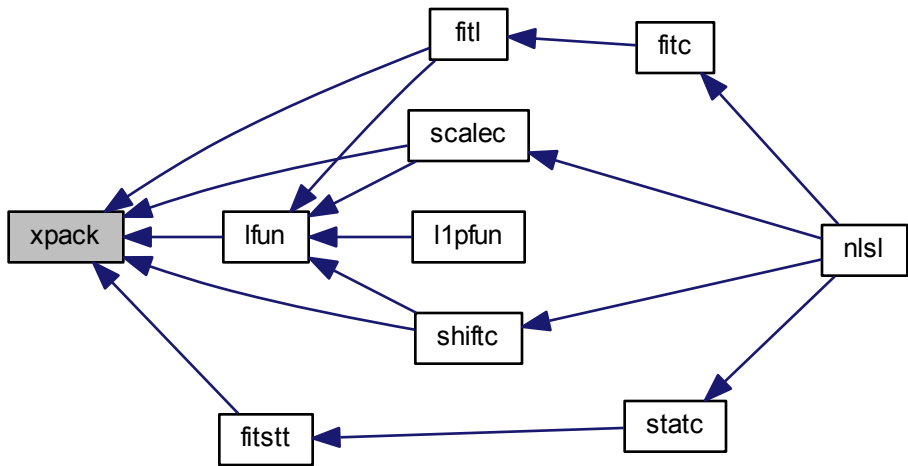 fitl
fitc
scalec
xpack
lfun
l1pfun
nlsl
shiftc
fitstt
statc